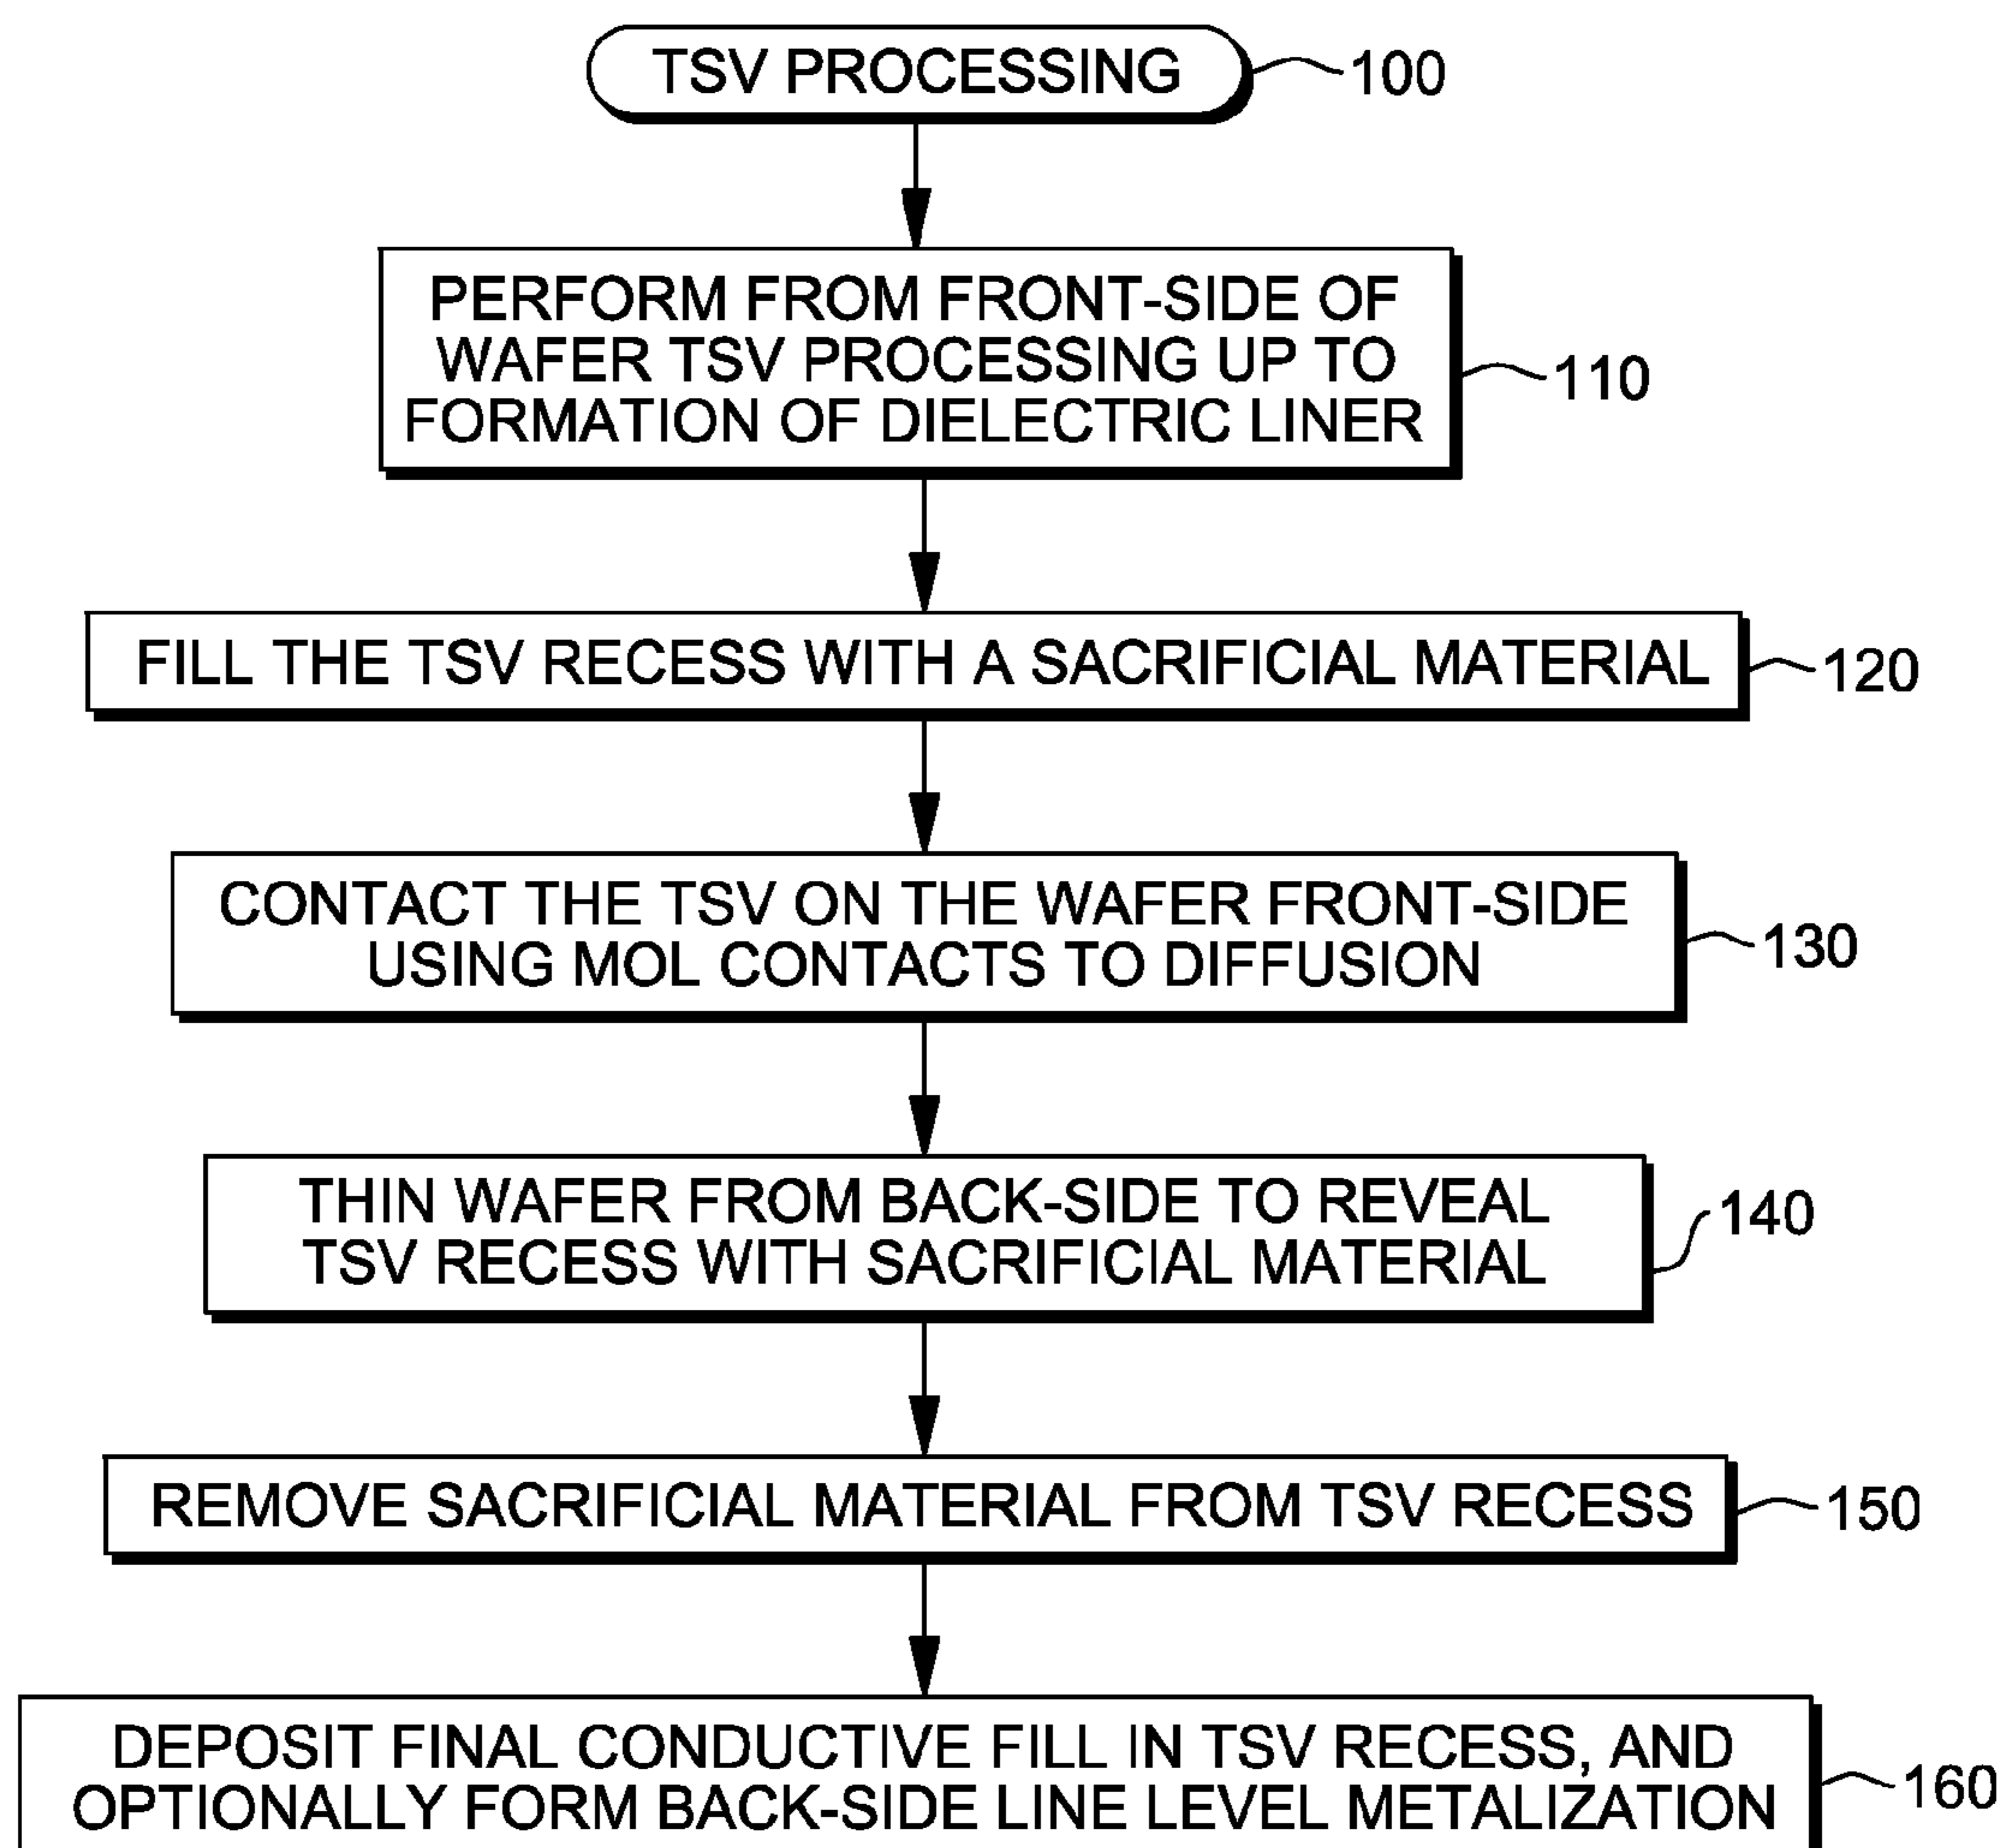 TSV PROCESSING
100
PERFORM FROM FRONT-SIDE OF
WAFER TSV PROCESSING UP TO
FORMATION OF DIELECTRIC LINER
110
FILL THE TSV RECESS WITH A SACRIFICIAL MATERIAL
120
CONTACT THE TSV ON THE WAFER FRONT-SIDE
USING MOL CONTACTS TO DIFFUSION
130
THIN WAFER FROM BACK-SIDE TO REVEAL
TSV RECESS WITH SACRIFICIAL MATERIAL
140
REMOVE SACRIFICIAL MATERIAL FROM TSV RECESS
150
DEPOSIT FINAL CONDUCTIVE FILL IN TSV RECESS, AND
OPTIONALLY FORM BACK-SIDE LINE LEVEL METALIZATION
160